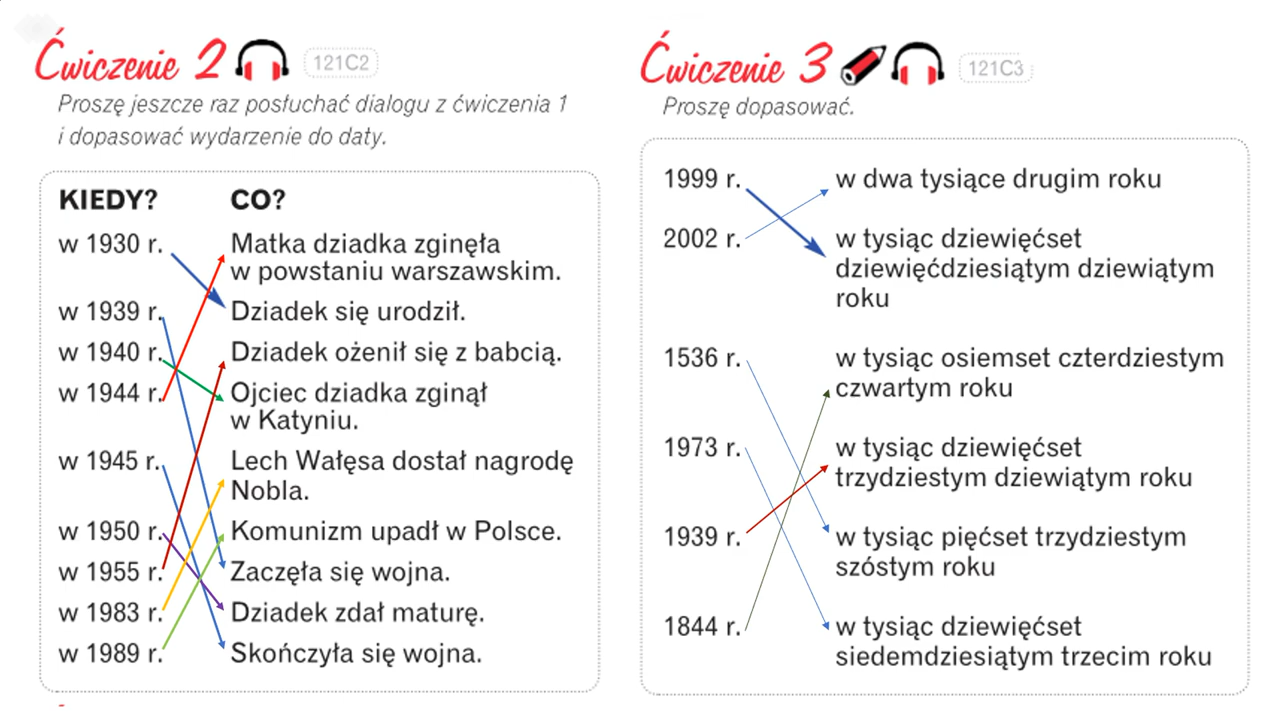 Ćwiczenie 2
121C2
Proszę jeszcze raz posłuchać dialogu z ćwiczenia 1
i dopasować wydarzenie do daty.
KIEDY? CO?
w 1930 r. Matka dziadka zginęła
w powstaniu warszawskim.
w 1939 r. Dziadek się urodził.
w 1940 r. Dziadek ożenił się z babcią.
w 1944 r. Ojciec dziadka zginął
w Katyniu.
w 1945 r. Lech Wałęsa dostał nagrodę
Nobla.
w 1950 r. Komunizm upadł w Polsce.
w 1955 r. Zaczęła się wojna.
w 1983 r. Dziadek zdał maturę.
w 1989 r. Skończyła się wojna.
Ćwiczenie 3
121C3
Proszę dopasować.
1999 r. w dwa tysiące drugim roku
2002 r. w tysiąc dziewięćset
dziewięćdziesiątym dziewiątym
roku
1536 r. w tysiąc osiemset czterdziestym
czwartym roku
1973 r. w tysiąc dziewięćset
trzydziestym dziewiątym roku
1939 r. w tysiąc pięćset trzydziestym
szóstym roku
1844 r. w tysiąc dziewięćset
siedemdziesiątym trzecim roku